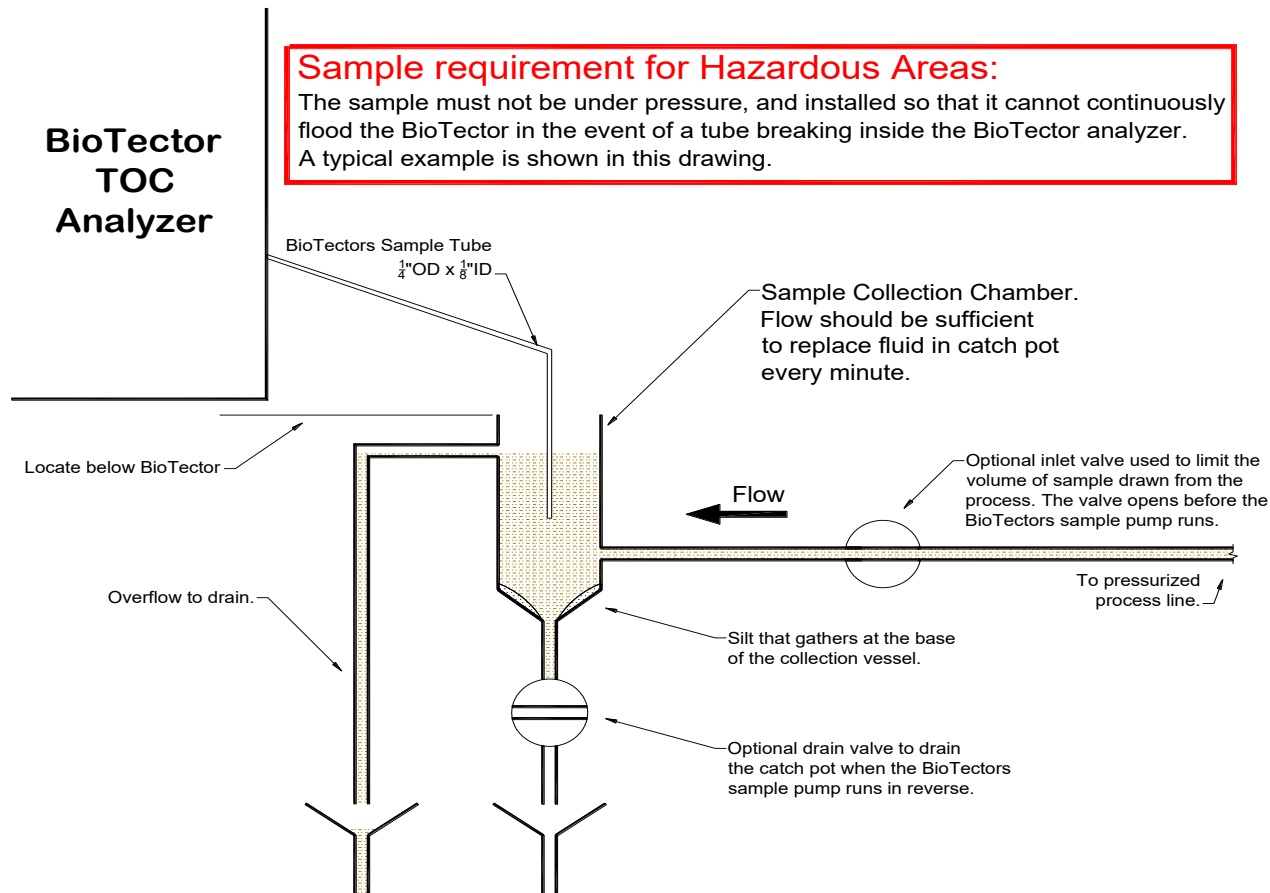 Sample requirement for Hazardous Areas:
The sample must not be under pressure, and installed so that it cannot continuously
flood the BioTector in the event of a tube breaking inside the BioTector analyzer.
A typical example is shown in this drawing.
BioTector
TOC
Analyzer
BioTectors Sample Tube
1/4"OD x 1/8"ID
Sample Collection Chamber.
Flow should be sufficient
to replace fluid in catch pot
every minute.
Locate below BioTector
Flow
Optional inlet valve used to limit the
volume of sample drawn from the
process. The valve opens before the
BioTectors sample pump runs.
To pressurized
process line.
Overflow to drain.
Silt that gathers at the base
of the collection vessel.
Optional drain valve to drain
the catch pot when the BioTectors
sample pump runs in reverse.